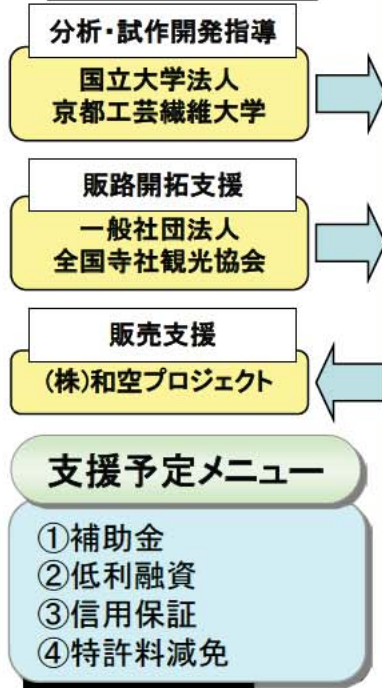 分析・試作開発指導
国立大学法人
京都工芸繊維大学
販路開拓支援
一般社団法人
全国寺社観光協会
販売支援
(株)和空プロジェクト
支援予定メニュー
①補助金
②低利融資
③信用保証
④特許料減免